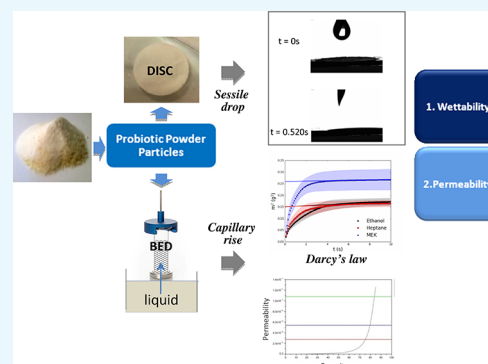 DISC
Sessile
drop
t = 0s
t = 0.520s
1. Wettability
2.Permeability
Probiotic Powder
Particles
BED
liquid
Capillary
rise
Ethanol
Heptane
MEK
t (s)
Darcy's law
Permeability